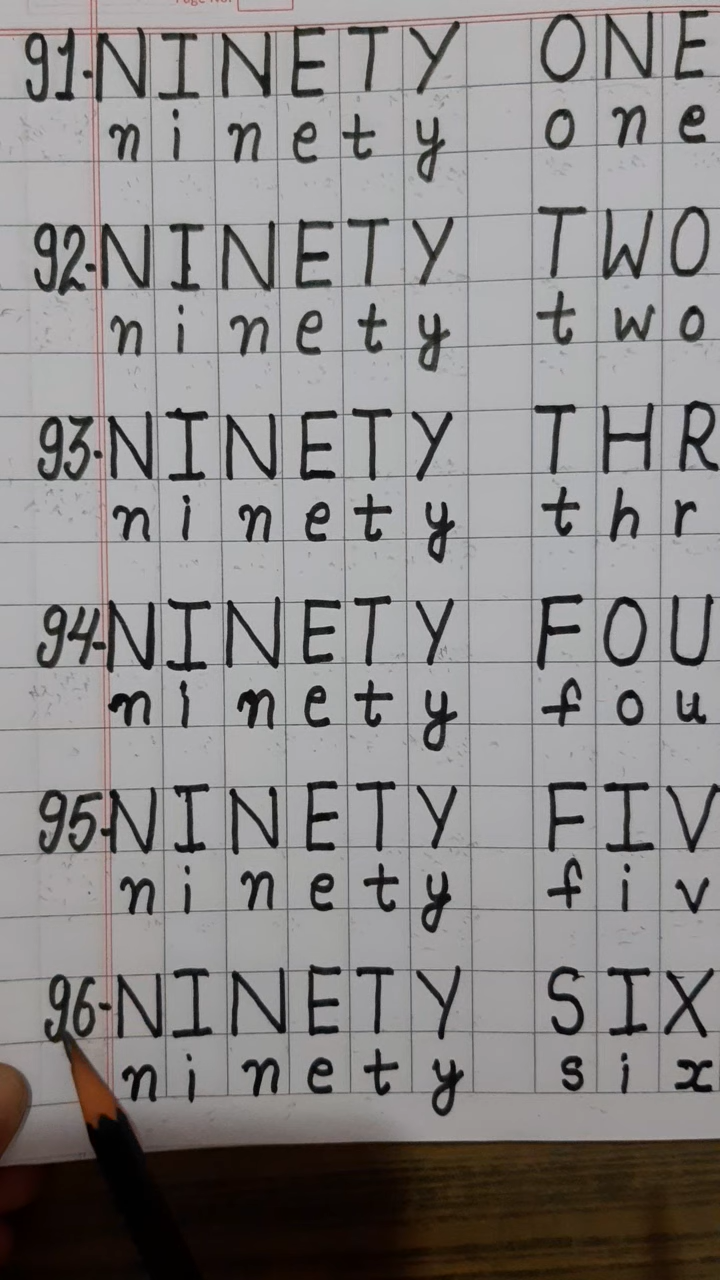 91-NINETY ONE
ninety one
92-NINETY TWO
ninety two
93-NINETY THR
ninety thr
94-NINETY FOU
ninety fou
95-NINETY FIV
ninety fiv
96-NINETY SIX
ninety six